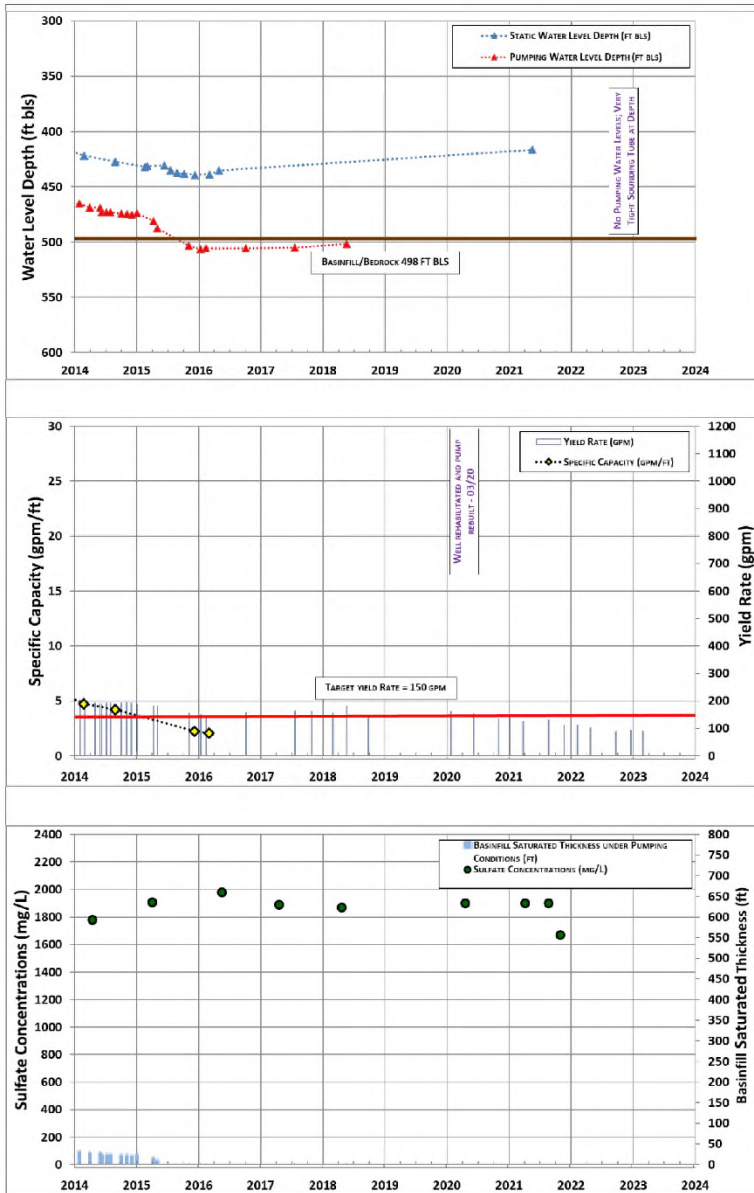 300
350
400
450
500
550
600
Water Level Depth (ft bls)
Static Water Level Depth (ft bls)
Pumping Water Level Depth (ft bls)
No Pumping Water Levels; Very
Tight Sounding Tube at Depth
Basinfill/Bedrock 498 ft bls
2014 2015 2016 2017 2018 2019 2020 2021 2022 2023 2024
30
25
20
15
10
5
0
Specific Capacity (gpm/ft)
Well rehabilitated and pump
rebuilt - 03/20
Yield Rate (gpm)
Specific Capacity (gpm/ft)
Target yield Rate = 150 gpm
1200
1100
1000
900
800
700
600
500
400
300
200
100
0
Yield Rate (gpm)
2014 2015 2016 2017 2018 2019 2020 2021 2022 2023 2024
2400
2200
2000
1800
1600
1400
1200
1000
800
600
400
200
0
Sulfate Concentrations (mg/L)
Basinfill Saturated Thickness under Pumping
Conditions (ft)
Sulfate Concentrations (mg/L)
800
750
700
650
600
550
500
450
400
350
300
250
200
150
100
50
0
Basinfill Saturated Thickness (ft)
2014 2015 2016 2017 2018 2019 2020 2021 2022 2023 2024